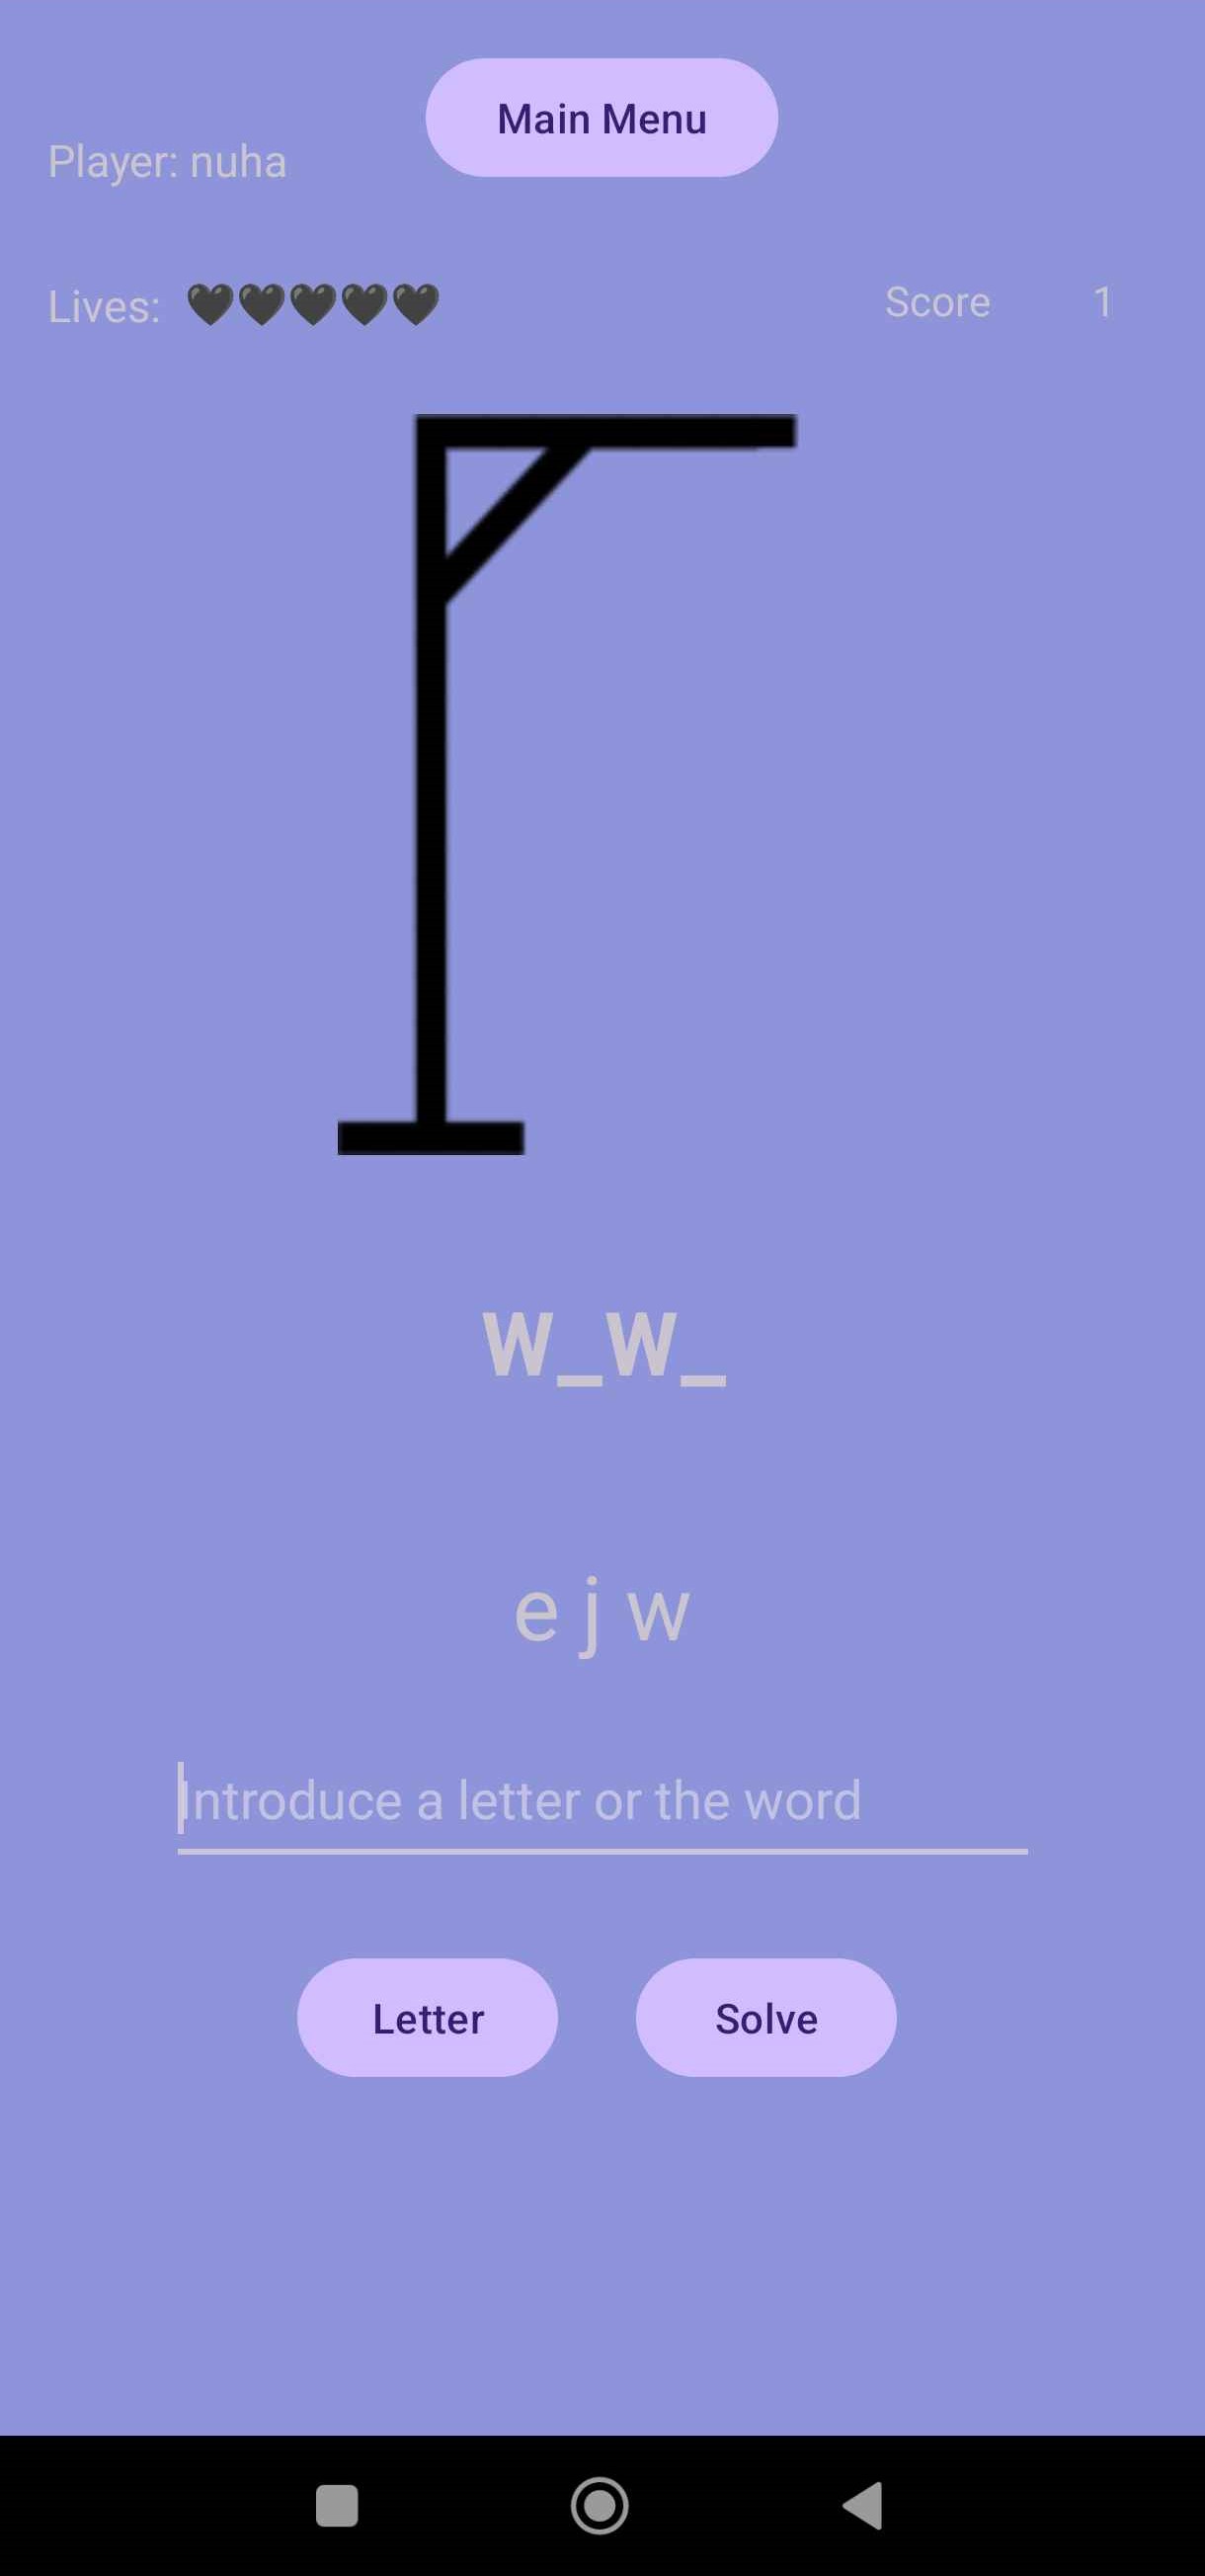 Main Menu
Player: nuha
Lives: 🖤🖤🖤🖤🖤 Score 1
W_W_
e j w
Introduce a letter or the word
Letter Solve